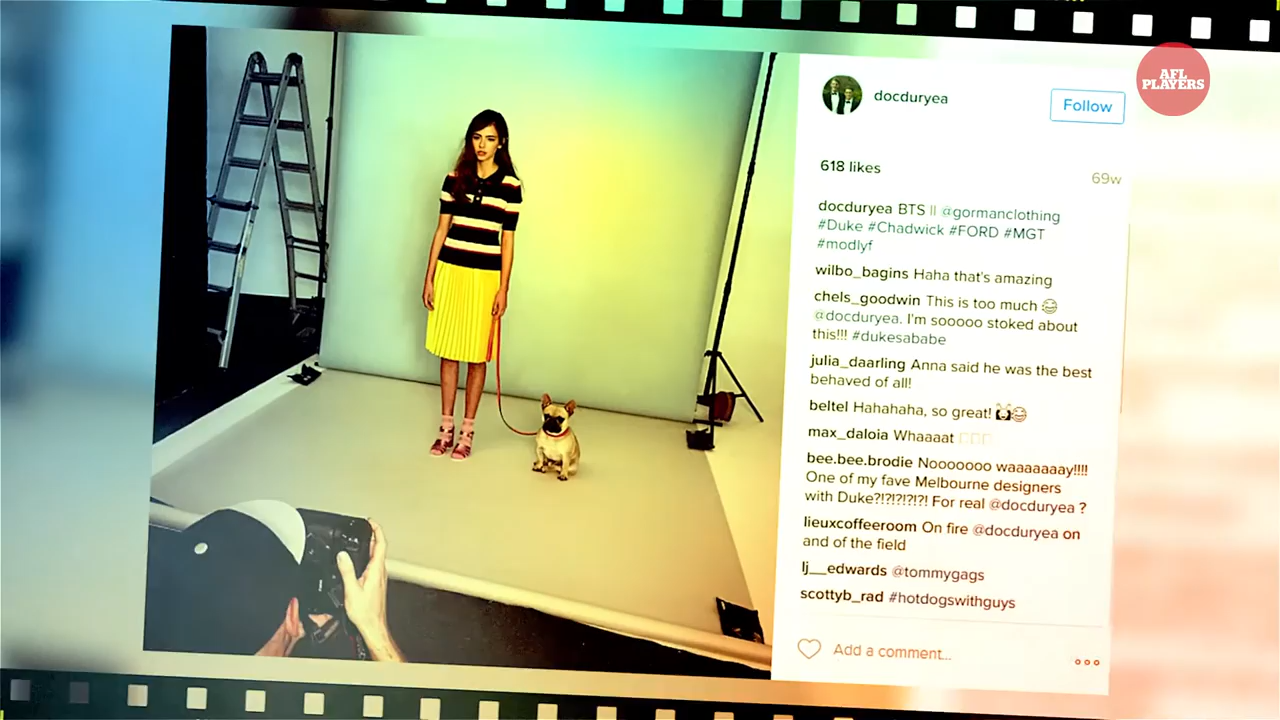 AFL
PLAYERS
docduryea
Follow
618 likes
69w
docduryea BTS || @gormanclothing
#Duke #Chadwick #FORD #MGT
#modlyf
wilbo_bagins Haha that's amazing
chels_goodwin This is too much 😂
@docduryea. I'm sooooo stoked about
this!!! #dukesababe
julia_daarling Anna said he was the best
behaved of all!
beltel Hahahaha, so great! 🙌😂
max_daloia Whaaaat
bee.bee.brodie Nooooooo waaaaaaay!!!!
One of my fave Melbourne designers
with Duke?!?!?!?!?! For real @docduryea ?
lieuxcoffeeroom On fire @docduryea on
and of the field
lj__edwards @tommygags
scottyb_rad #hotdogswithguys
Add a comment...